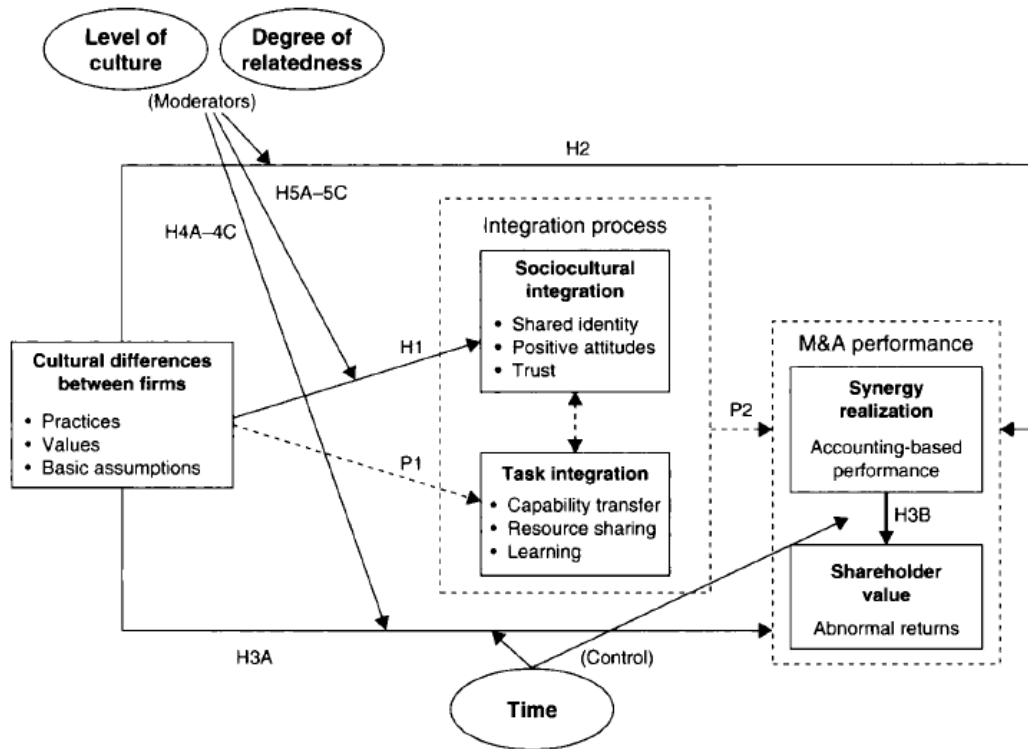 Level of
culture
Degree of
relatedness
(Moderators)
H2
H5A–5C
H4A–4C
Integration process
Sociocultural
integration
• Shared identity
• Positive attitudes
• Trust
H1
Cultural differences
between firms
• Practices
• Values
• Basic assumptions
P1
Task integration
• Capability transfer
• Resource sharing
• Learning
P2
M&A performance
Synergy
realization
Accounting-based
performance
H3B
Shareholder
value
Abnormal returns
H3A
(Control)
Time